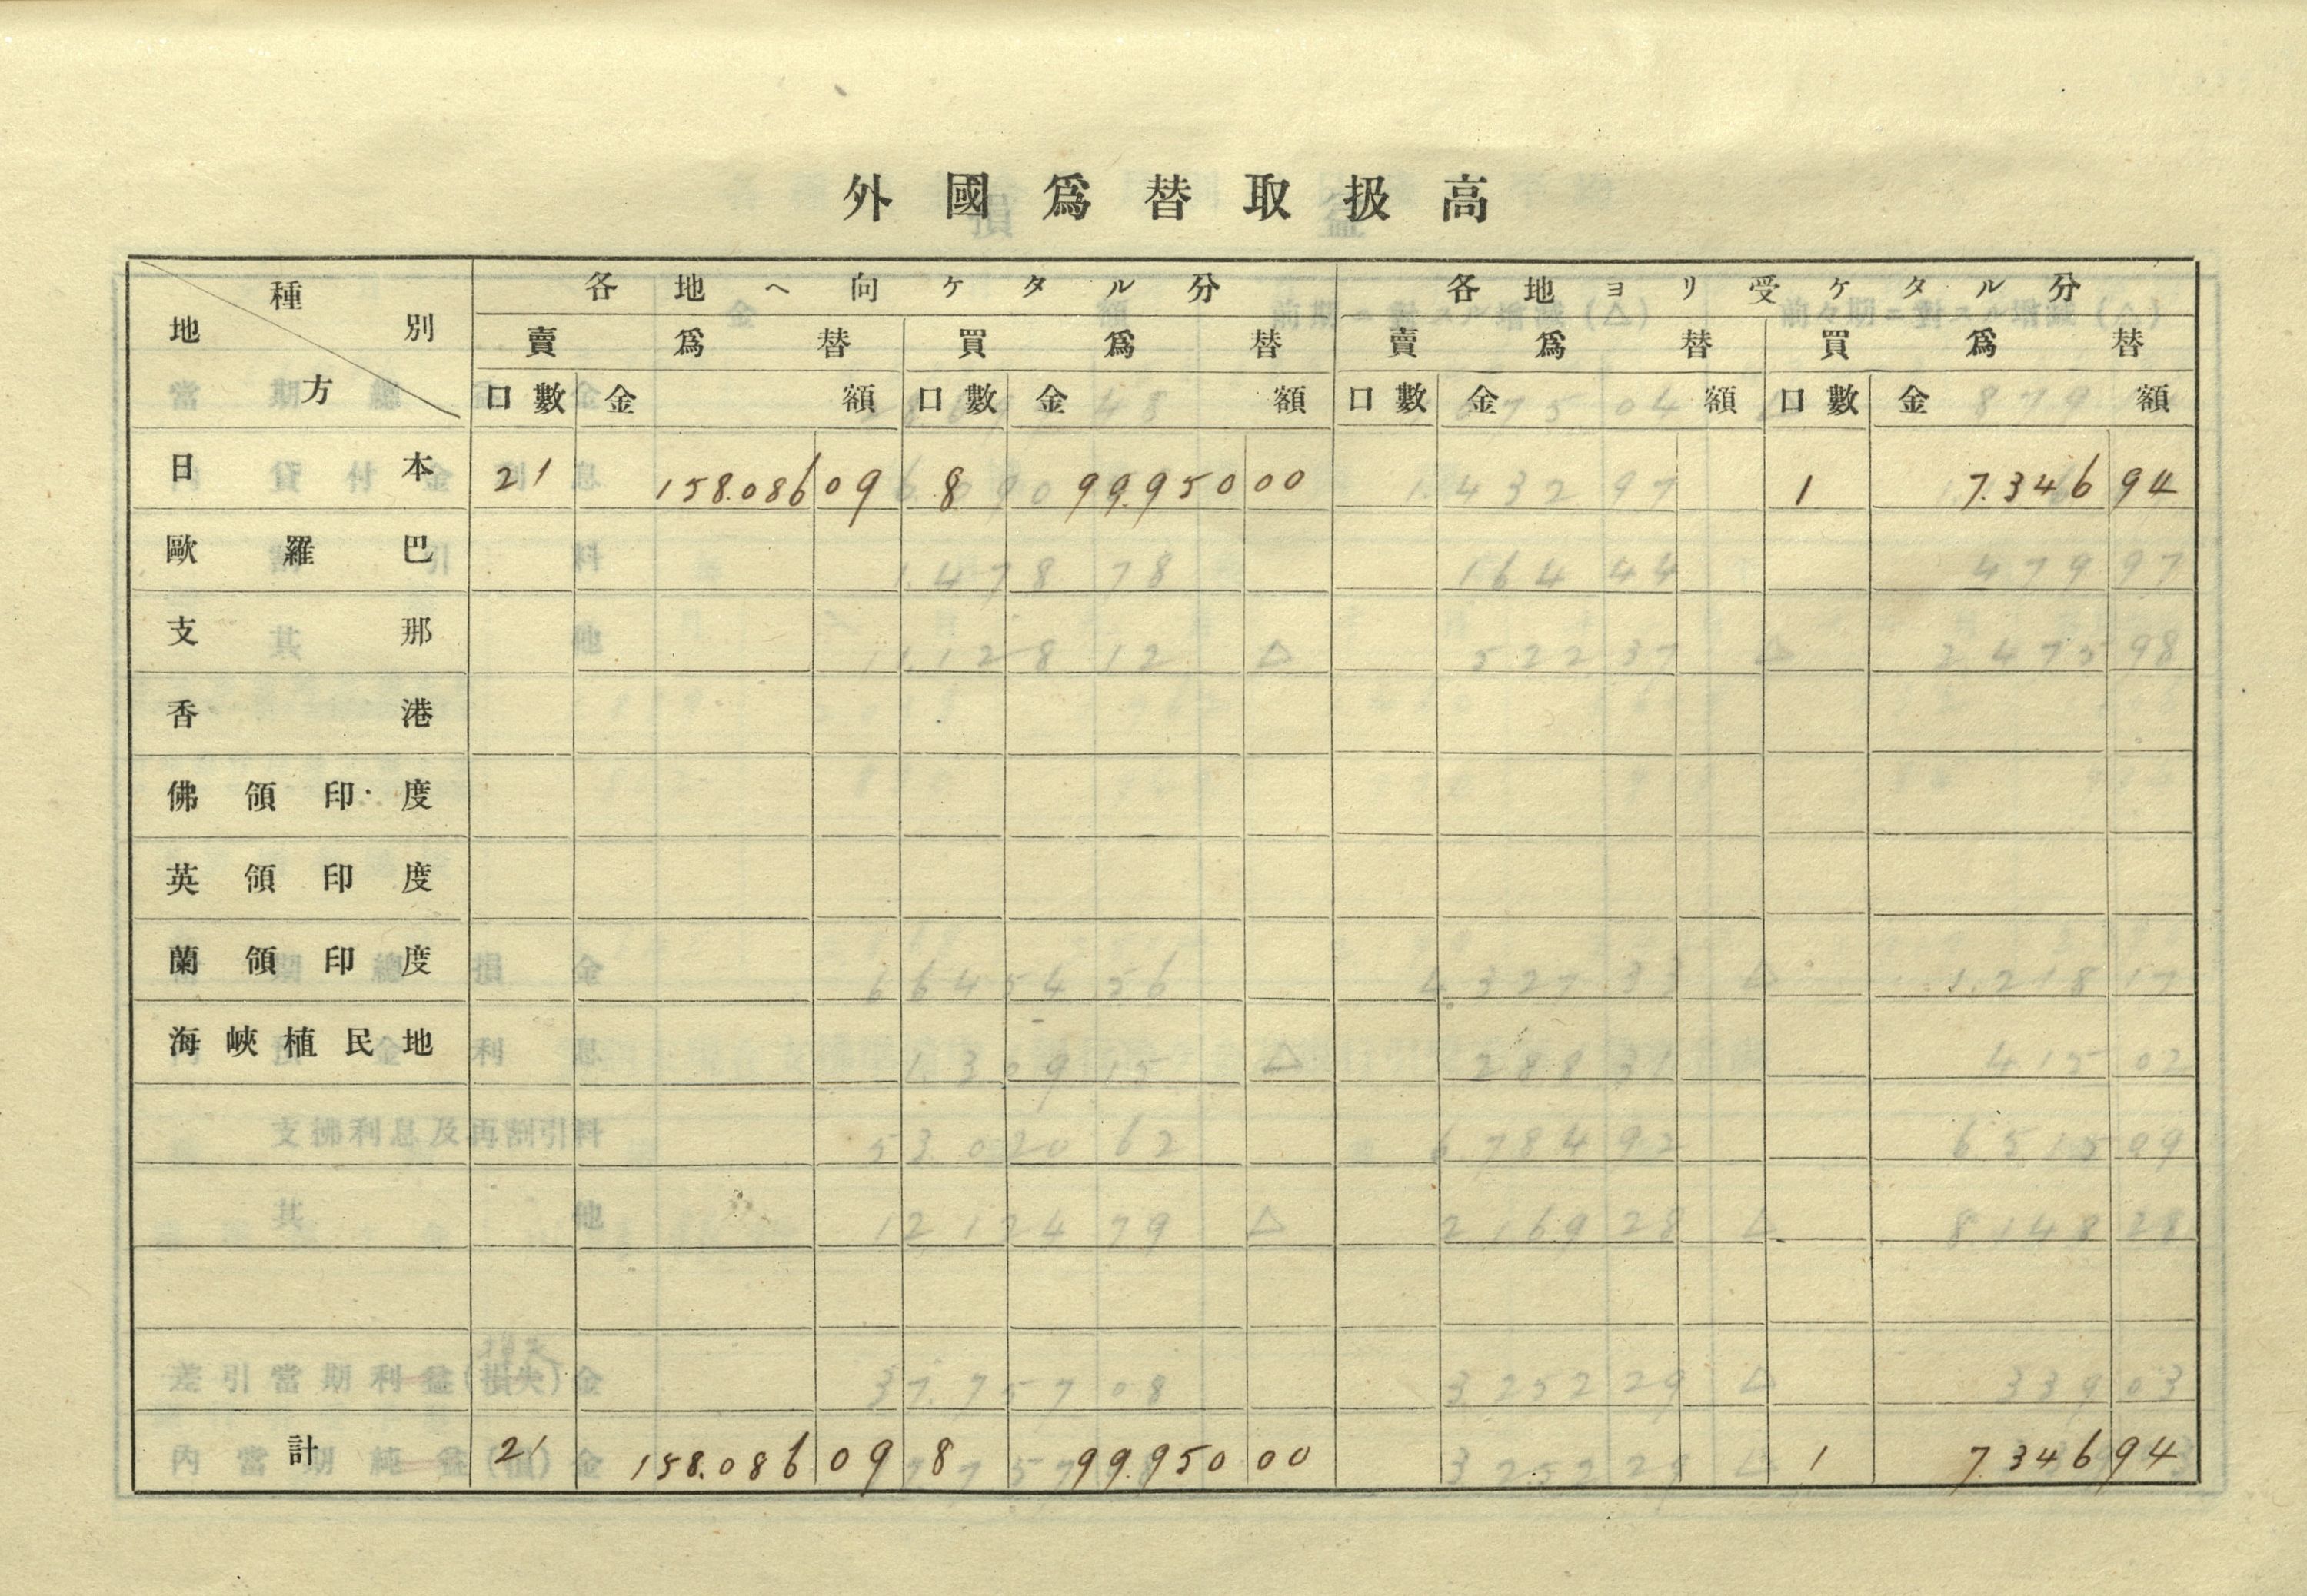 外國爲替取扱高
種別 地方 各地ヘ向ケタル分 各地ヨリ受ケタル分
賣爲替 買爲替 賣爲替 買爲替
口數 金額 口數 金額 口數 金額 口數 金額
日本 21 158.086 09 8 99.950 00 1 7.346 94
歐羅巴
支那
香港
佛領印度
英領印度
蘭領印度
海峽植民地
計 21 158.086 09 8 99.950 00 1 7.346 94